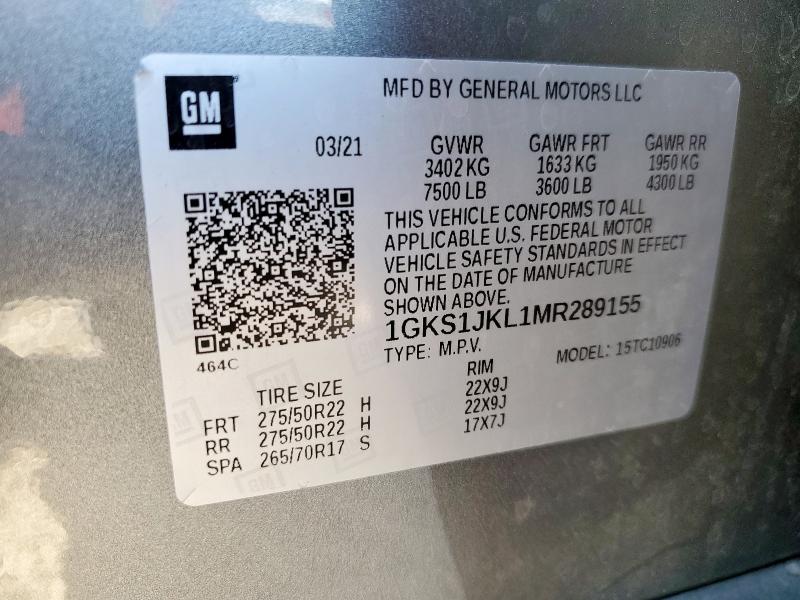 GM
MFD BY GENERAL MOTORS LLC
03/21
GVWR GAWR FRT GAWR RR
3402 KG 1633 KG 1950 KG
7500 LB 3600 LB 4300 LB
THIS VEHICLE CONFORMS TO ALL
APPLICABLE U.S. FEDERAL MOTOR
VEHICLE SAFETY STANDARDS IN EFFECT
ON THE DATE OF MANUFACTURE
SHOWN ABOVE.
1GKS1JKL1MR289155
464C
TYPE: M.P.V. MODEL: 15TC10906
TIRE SIZE RIM
FRT 275/50R22 H 22X9J
RR 275/50R22 H 22X9J
SPA 265/70R17 S 17X7J